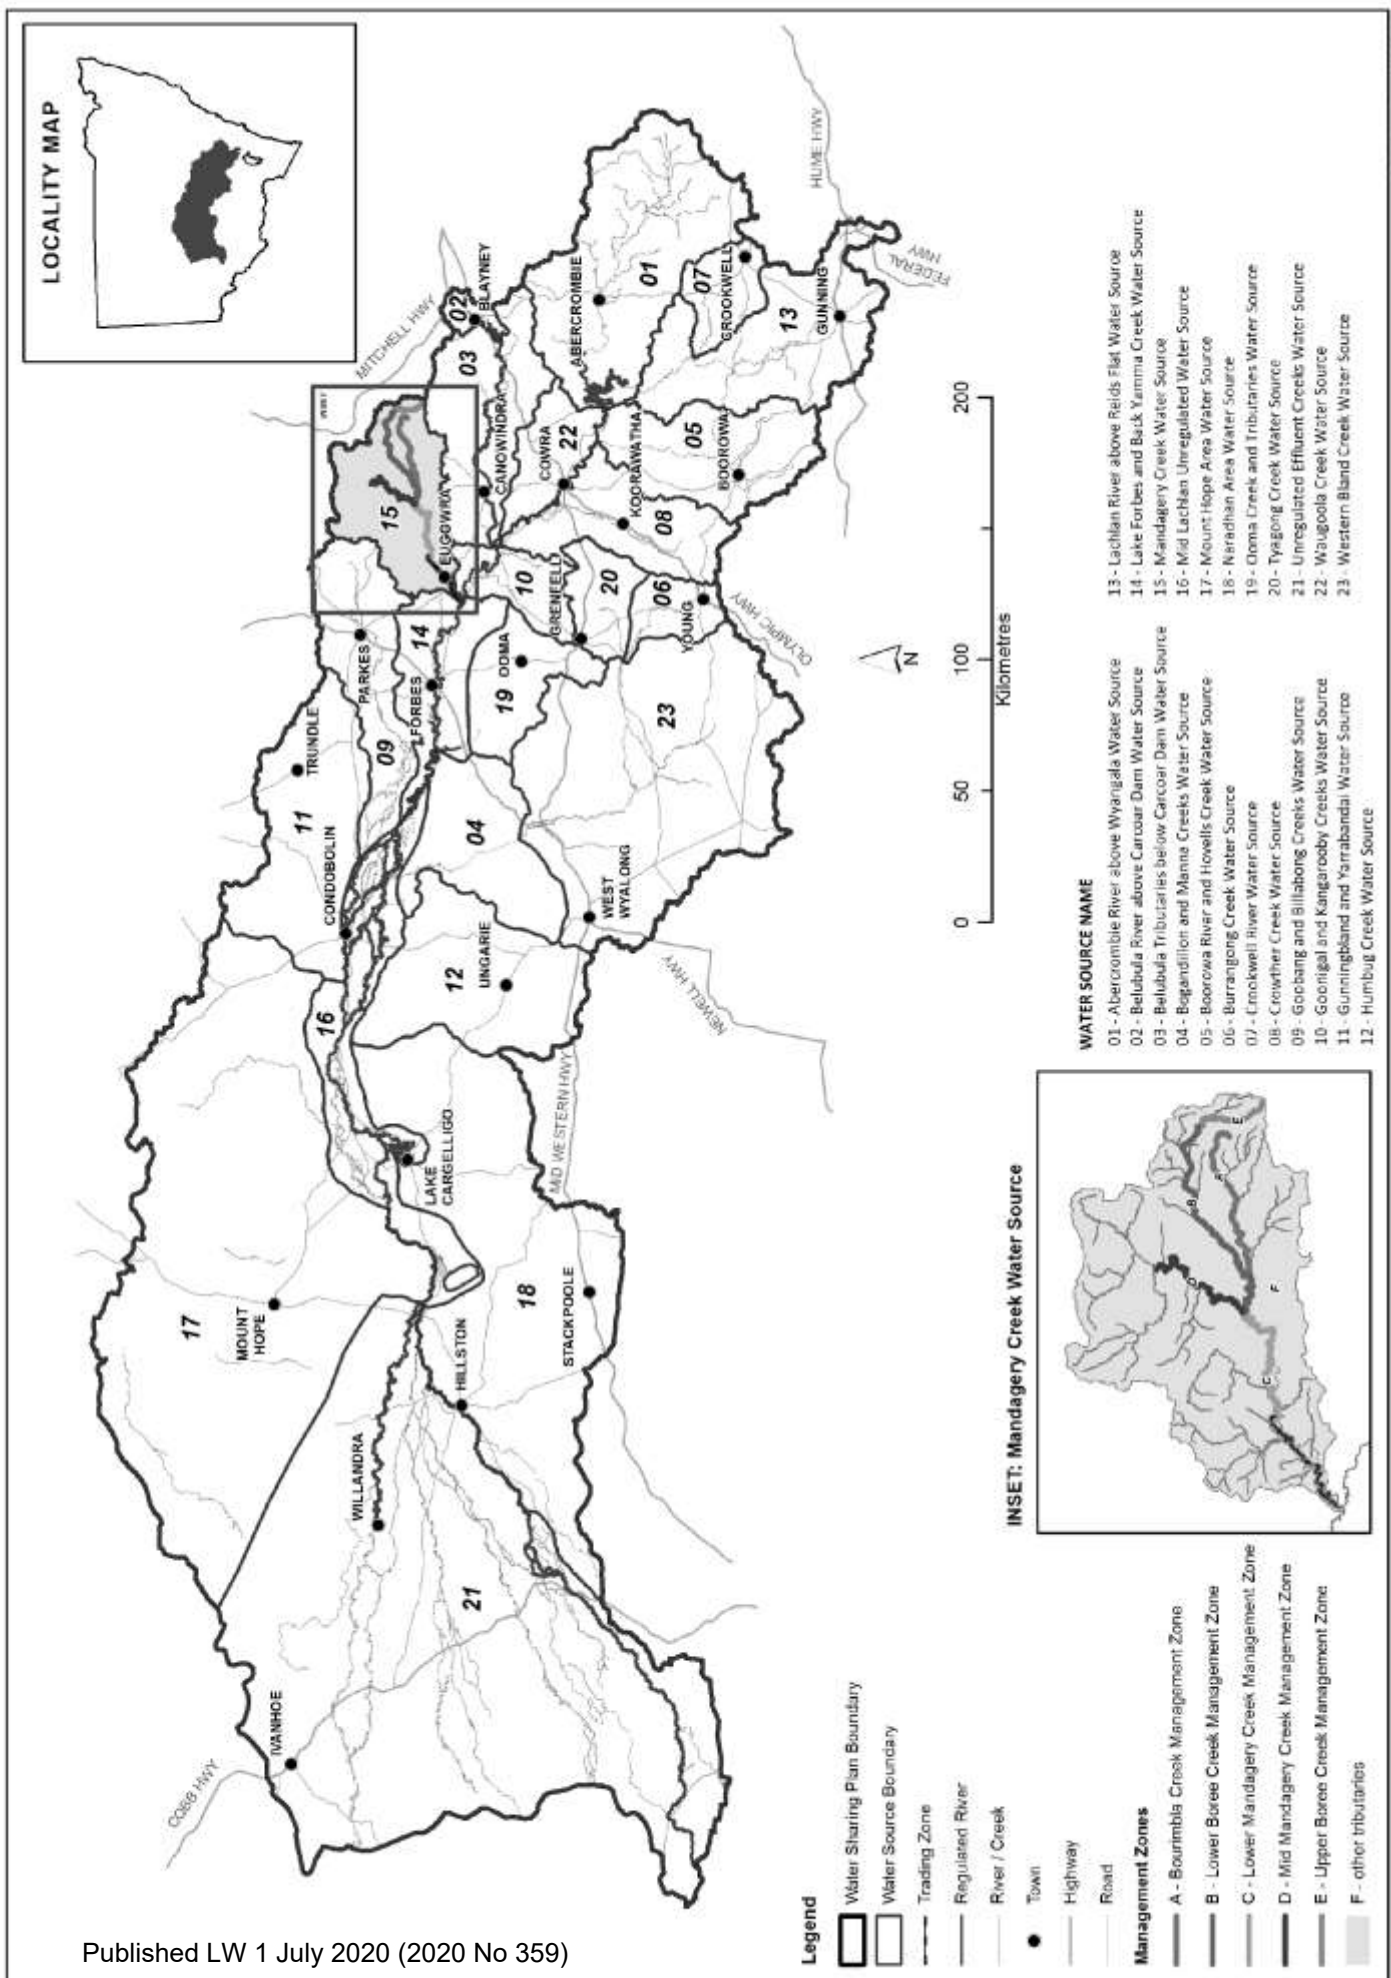 LOCALITY MAP
MITCHELL HWY
HUME HWY
FEDERAL
HWY
OLYMPIC HWY
NEWELL HWY
MID WESTERN HWY
COBB HWY
02
BLAYNEY
03
ABERCROMBIE
01
07
CROOKWELL
13
GUNNING
CANOWINDRA
COWRA
22
KOORAWATHA
05
BOOROWA
08
15
EUGOWRA
10
GRENFELL
20
06
YOUNG
PARKES
14
FORBES
19
OOMA
23
TRUNDLE
09
11
CONDOBOLIN
04
WEST
WYALONG
12
UNGARIE
16
LAKE
CARGELLIGO
17
MOUNT
HOPE
18
STACKPOOLE
HILLSTON
WILLANDRA
21
IVANHOE
N
0
50
100
200
Kilometres
Legend
Water Sharing Plan Boundary
Water Source Boundary
Trading Zone
Regulated River
River / Creek
Town
Highway
Road
Management Zones
A - Bourimbla Creek Management Zone
B - Lower Boree Creek Management Zone
C - Lower Mandagery Creek Management Zone
D - Mid Mandagery Creek Management Zone
E - Upper Boree Creek Management Zone
F - other tributaries
INSET: Mandagery Creek Water Source
A
B
C
D
E
F
WATER SOURCE NAME
01 - Abercrombie River above Wyangala Water Source
02 - Belubula River above Carcoar Dam Water Source
03 - Belubula Tributaries below Carcoar Dam Water Source
04 - Bogandillon and Manna Creeks Water Source
05 - Boorowa River and Hovells Creek Water Source
06 - Burrangong Creek Water Source
07 - Crookwell River Water Source
08 - Crowther Creek Water Source
09 - Goobang and Billabong Creeks Water Source
10 - Goonigal and Kangarooby Creeks Water Source
11 - Gunningbland and Yarrabandai Water Source
12 - Humbug Creek Water Source
13 - Lachlan River above Reids Flat Water Source
14 - Lake Forbes and Back Yamma Creek Water Source
15 - Mandagery Creek Water Source
16 - Mid Lachlan Unregulated Water Source
17 - Mount Hope Area Water Source
18 - Naradhan Area Water Source
19 - Ooma Creek and Tributaries Water Source
20 - Tyagong Creek Water Source
21 - Unregulated Effluent Creeks Water Source
22 - Waugoola Creek Water Source
23 - Western Bland Creek Water Source
Published LW 1 July 2020 (2020 No 359)